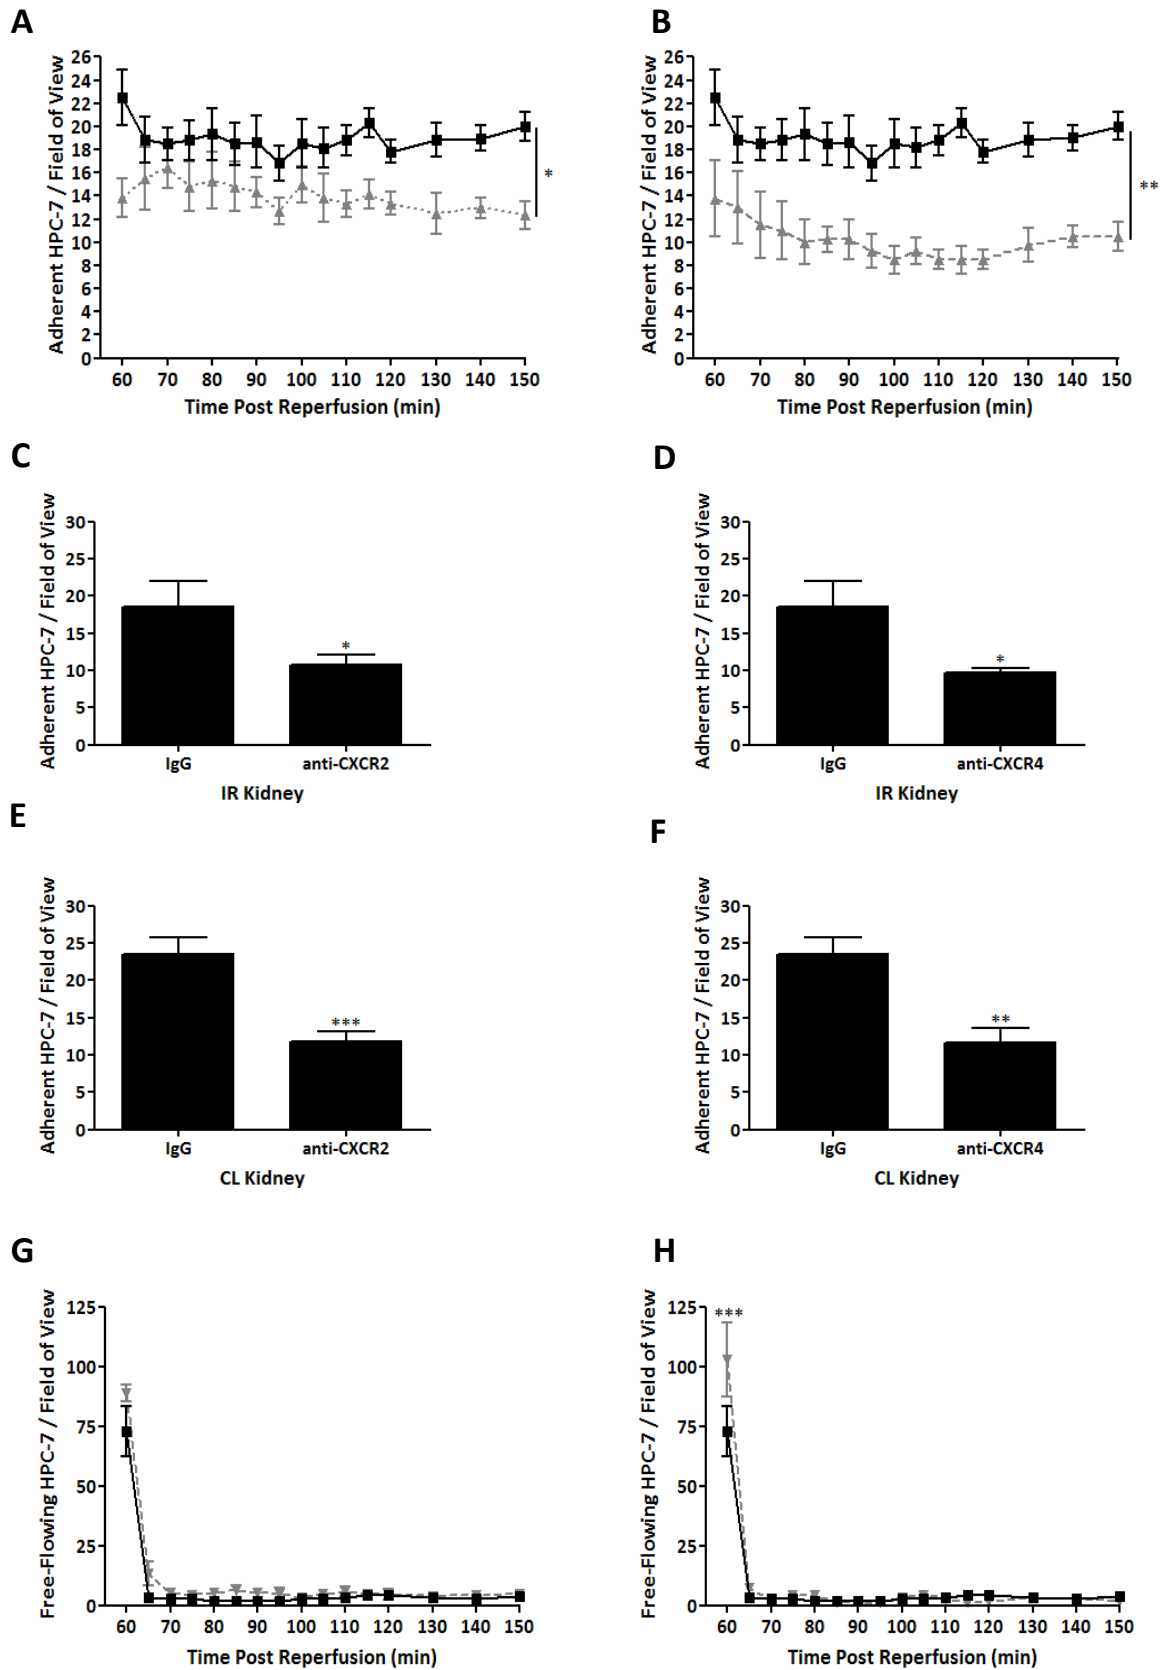 A
Adherent HPC-7 / Field of View
26
24
22
20
18
16
14
12
10
8
6
4
2
0
*
60 70 80 90 100 110 120 130 140 150
Time Post Reperfusion (min)
B
Adherent HPC-7 / Field of View
26
24
22
20
18
16
14
12
10
8
6
4
2
0
**
60 70 80 90 100 110 120 130 140 150
Time Post Reperfusion (min)
C
Adherent HPC-7 / Field of View
30
25
20
15
10
5
0
*
IgG anti-CXCR2
IR Kidney
D
Adherent HPC-7 / Field of View
30
25
20
15
10
5
0
*
IgG anti-CXCR4
IR Kidney
E
Adherent HPC-7 / Field of View
30
25
20
15
10
5
0
***
IgG anti-CXCR2
CL Kidney
F
Adherent HPC-7 / Field of View
30
25
20
15
10
5
0
**
IgG anti-CXCR4
CL Kidney
G
Free-Flowing HPC-7 / Field of View
125
100
75
50
25
0
60 70 80 90 100 110 120 130 140 150
Time Post Reperfusion (min)
H
Free-Flowing HPC-7 / Field of View
125
100
75
50
25
0
***
60 70 80 90 100 110 120 130 140 150
Time Post Reperfusion (min)